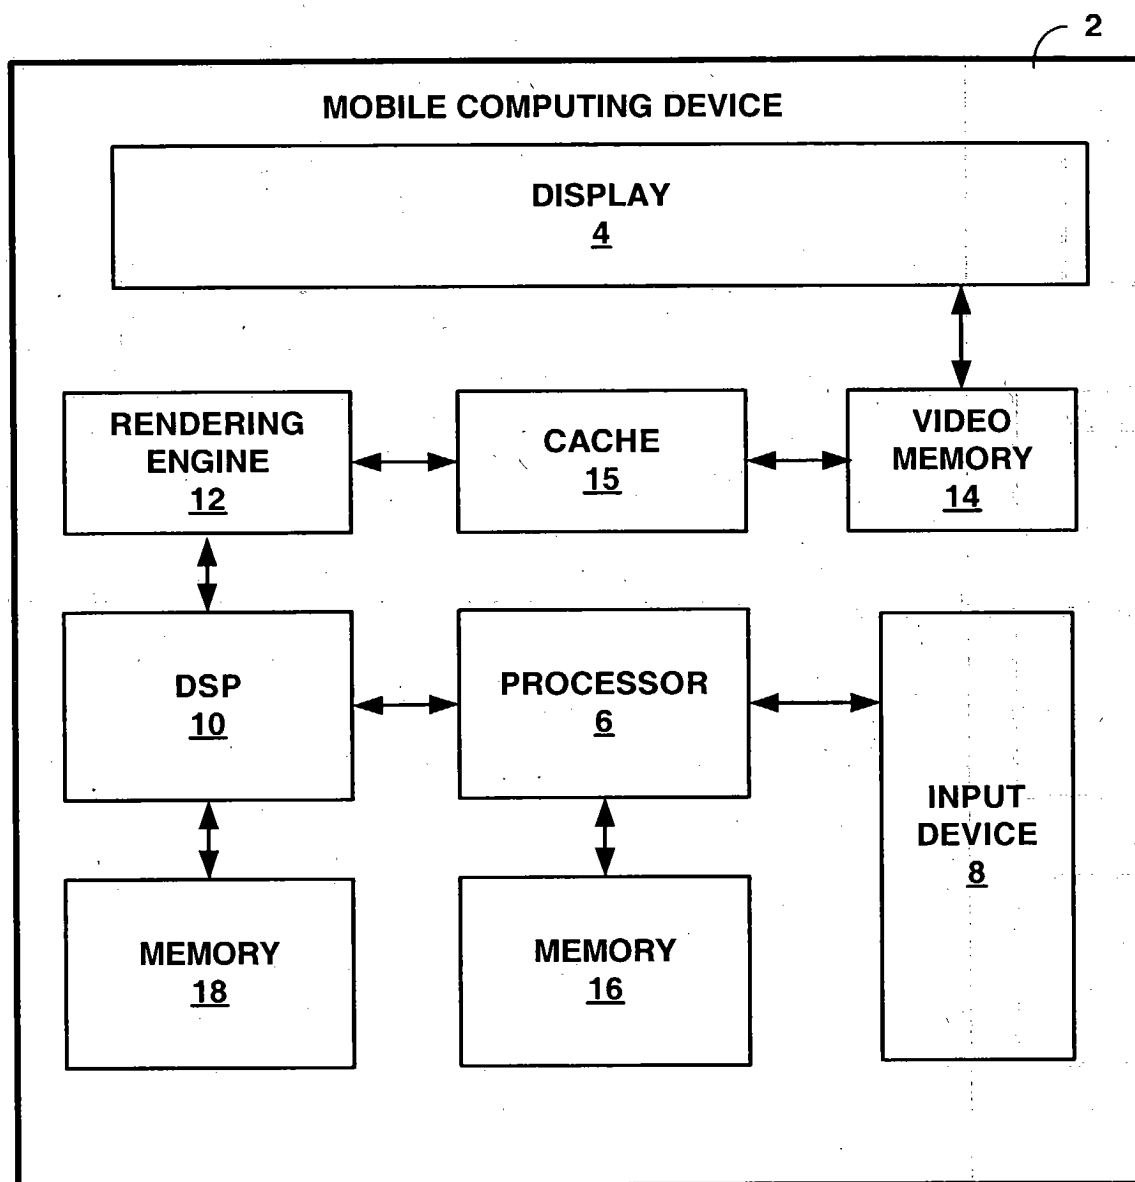 2
MOBILE COMPUTING DEVICE
DISPLAY
4
RENDERING
ENGINE
12
CACHE
15
VIDEO
MEMORY
14
DSP
10
PROCESSOR
6
INPUT
DEVICE
8
MEMORY
18
MEMORY
16